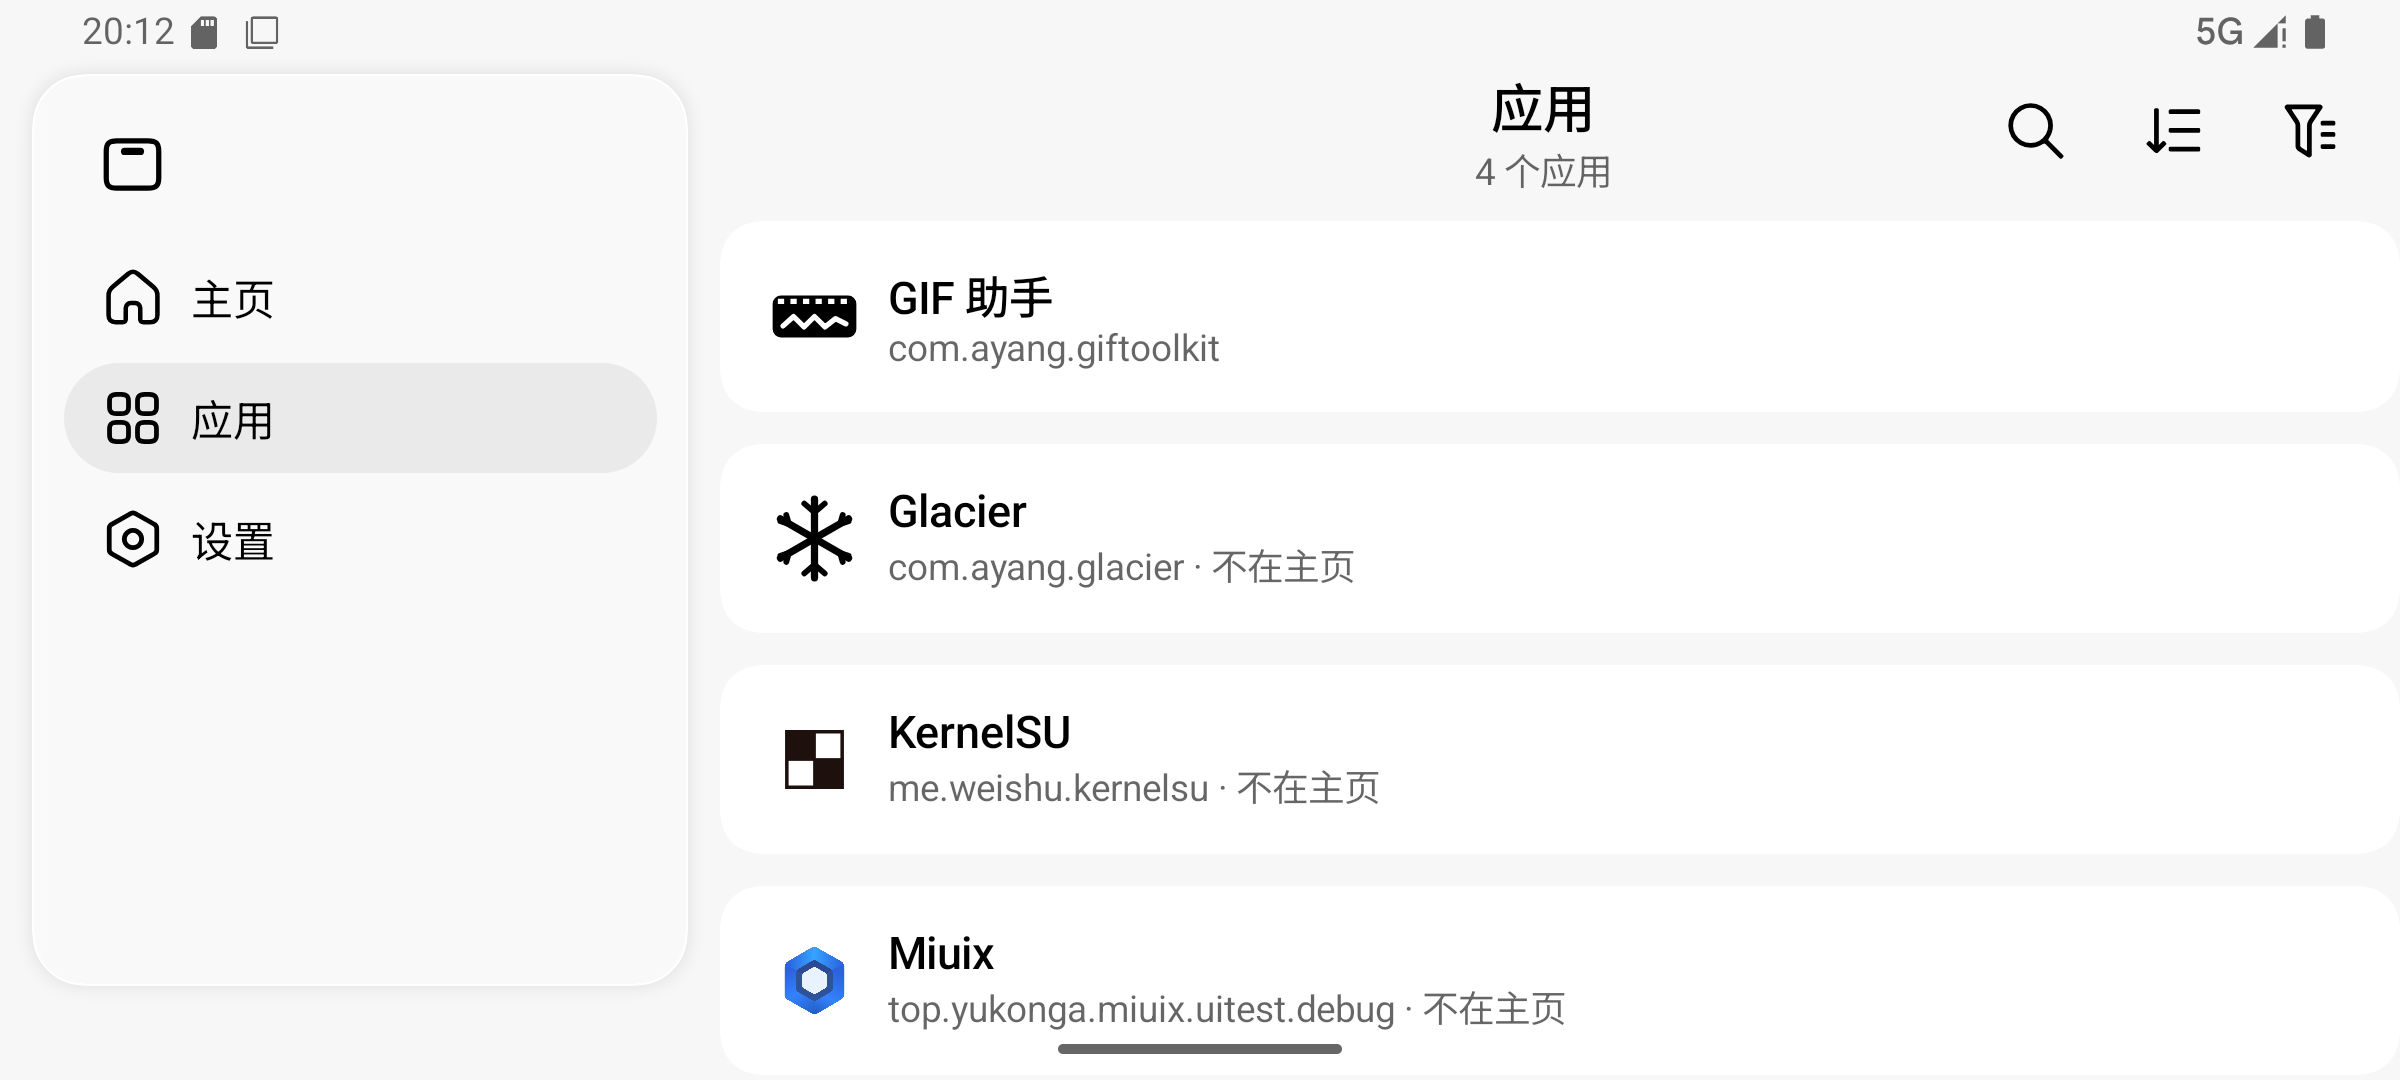 20:12
5G
主页
应用
设置
应用
4 个应用
GIF 助手
com.ayang.giftoolkit
Glacier
com.ayang.glacier · 不在主页
KernelSU
me.weishu.kernelsu · 不在主页
Miuix
top.yukonga.miuix.uitest.debug · 不在主页